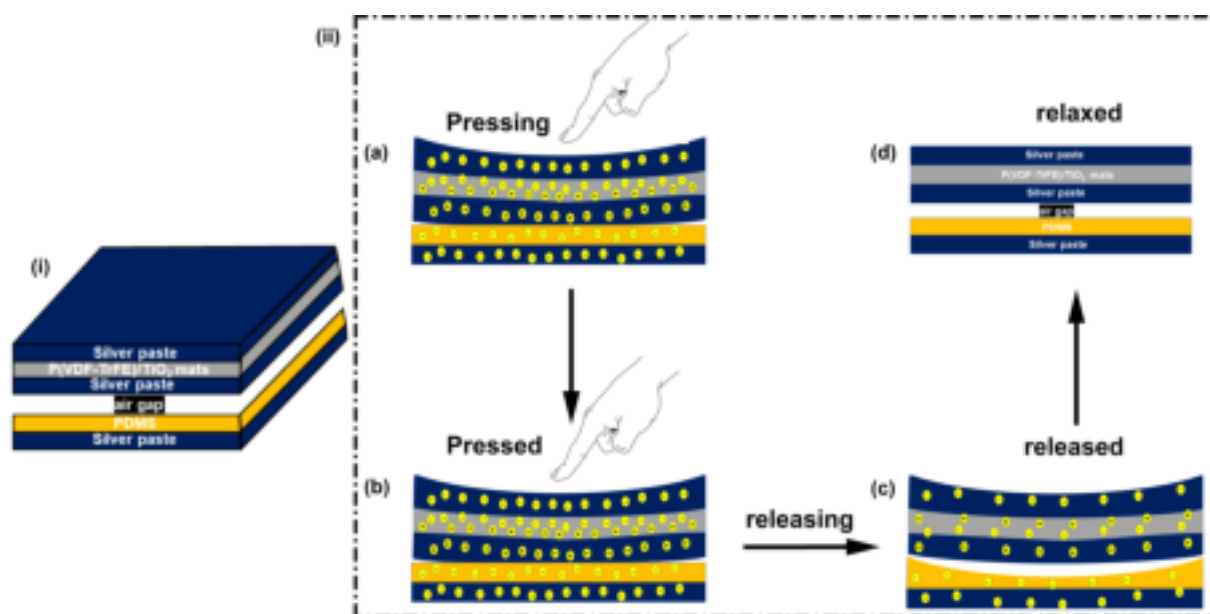 (ii)
Pressing
(a)
relaxed
(d)
Silver paste
P(VDF-TrFE)/TiO₂ mats
Silver paste
air gap
PDMS
Silver paste
(i)
Silver paste
P(VDF-TrFE)/TiO₂ mats
Silver paste
air gap
PDMS
Silver paste
Pressed
(b)
releasing
released
(c)